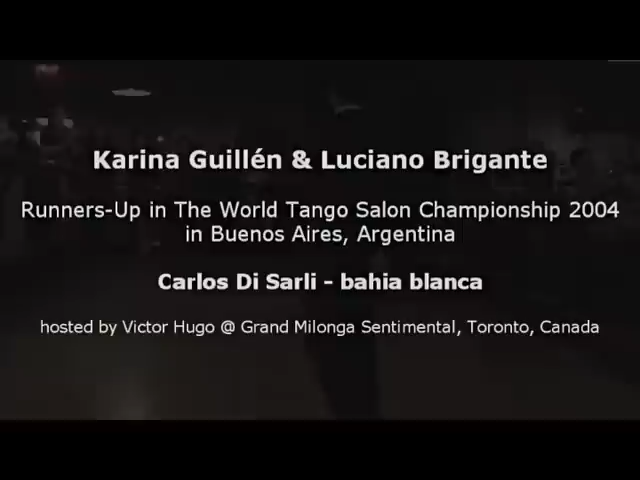 Karina Guillén & Luciano Brigante
Runners-Up in The World Tango Salon Championship 2004
in Buenos Aires, Argentina
Carlos Di Sarli - bahia blanca
hosted by Victor Hugo @ Grand Milonga Sentimental, Toronto, Canada